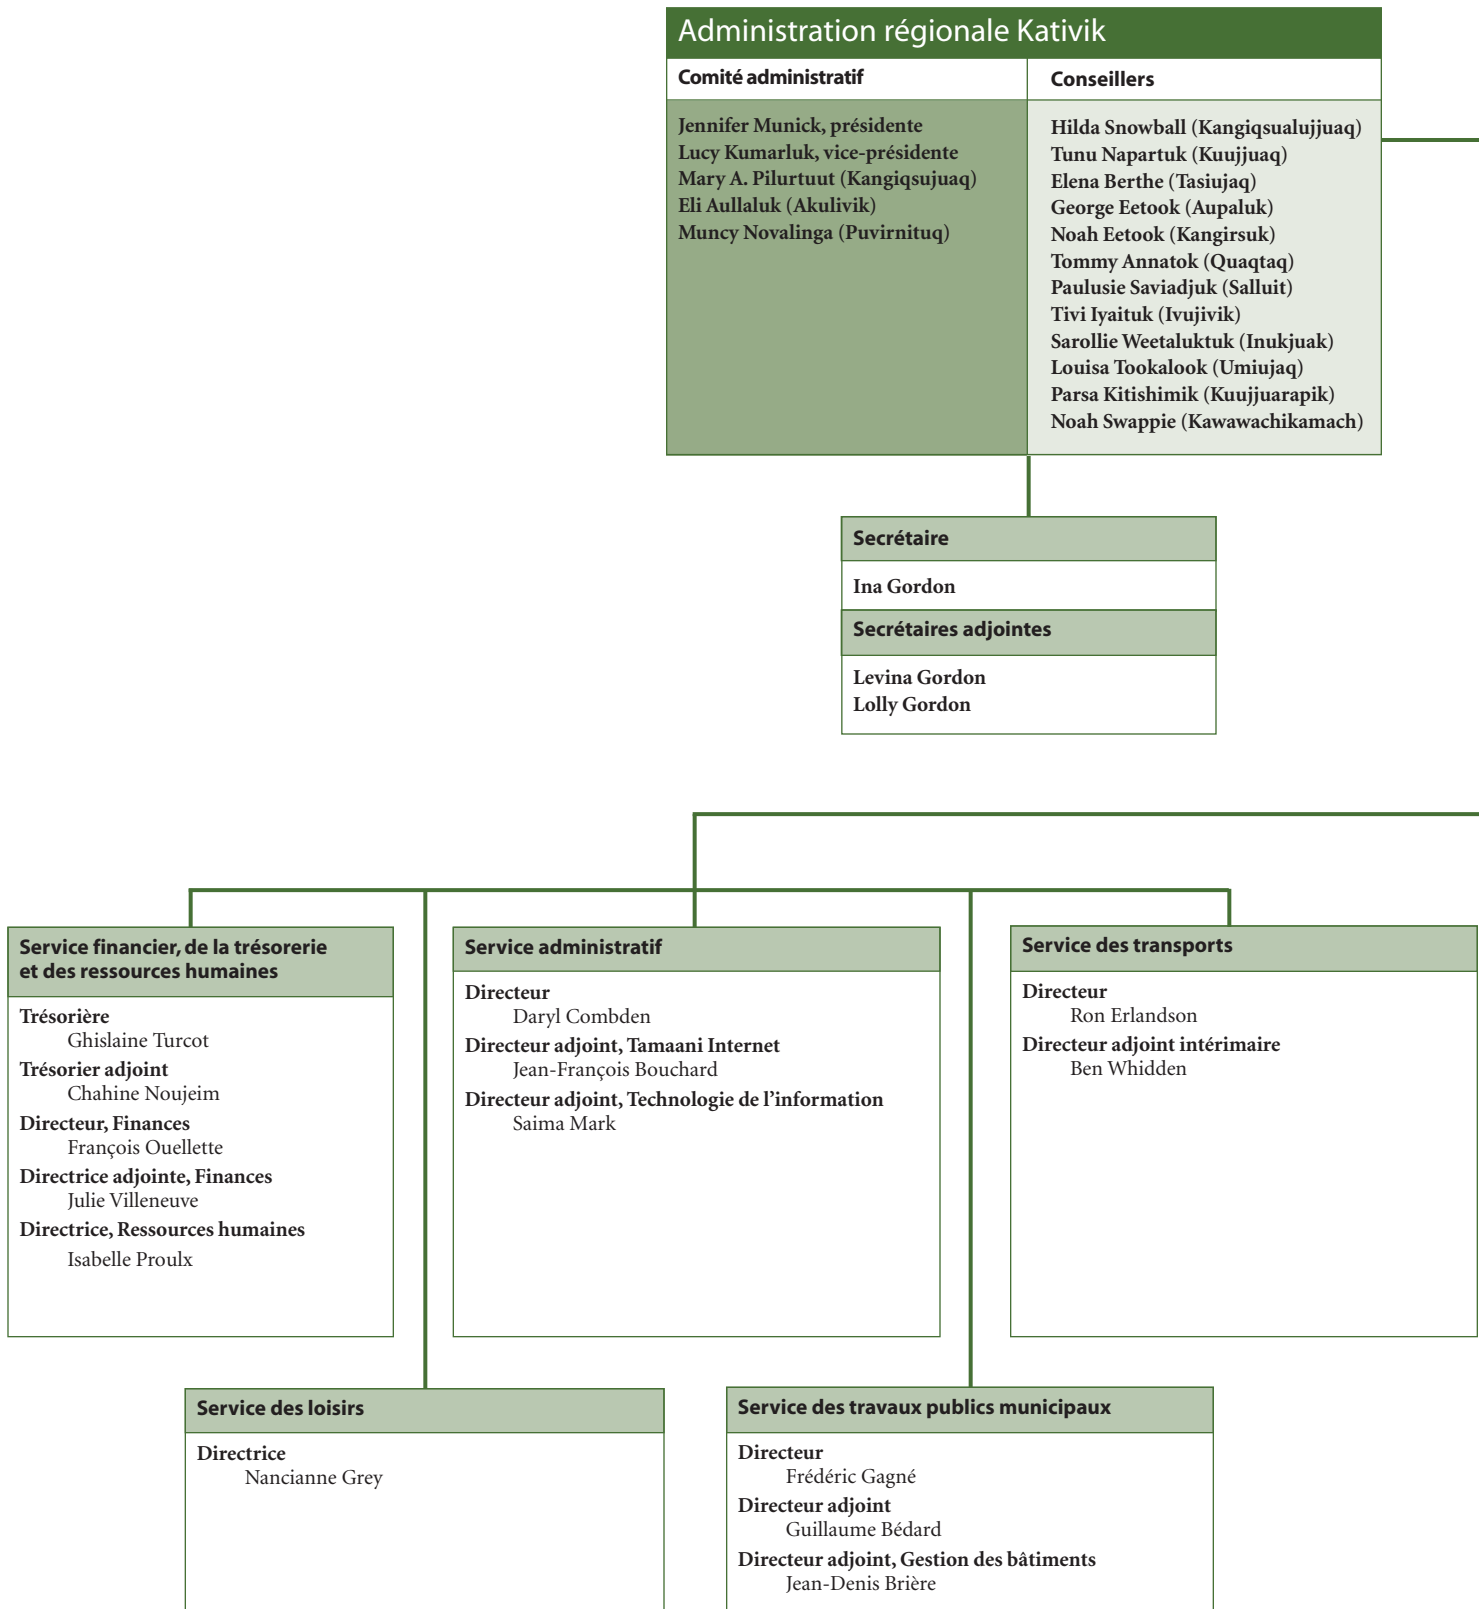 Administration régionale Kativik
Comité administratif
Jennifer Munick, présidente
Lucy Kumarluk, vice-présidente
Mary A. Pilurtuut (Kangiqsujuaq)
Eli Aullaluk (Akulivik)
Muncy Novalinga (Puvirnituq)
Conseillers
Hilda Snowball (Kangiqsualujjuaq)
Tunu Napartuk (Kuujjuaq)
Elena Berthe (Tasiujaq)
George Eetook (Aupaluk)
Noah Eetook (Kangirsuk)
Tommy Annatok (Quaqtaq)
Paulusie Saviadjuk (Salluit)
Tivi Iyaituk (Ivujivik)
Sarollie Weetaluktuk (Inukjuak)
Louisa Tookalook (Umiujaq)
Parsa Kitishimik (Kuujjuarapik)
Noah Swappie (Kawawachikamach)
Secrétaire
Ina Gordon
Secrétaires adjointes
Levina Gordon
Lolly Gordon
Service financier, de la trésorerie
et des ressources humaines
Trésorière
Ghislaine Turcot
Trésorier adjoint
Chahine Noujeim
Directeur, Finances
François Ouellette
Directrice adjointe, Finances
Julie Villeneuve
Directrice, Ressources humaines
Isabelle Proulx
Service administratif
Directeur
Daryl Combden
Directeur adjoint, Tamaani Internet
Jean-François Bouchard
Directeur adjoint, Technologie de l’information
Saima Mark
Service des transports
Directeur
Ron Erlandson
Directeur adjoint intérimaire
Ben Whidden
Service des loisirs
Directrice
Nancianne Grey
Service des travaux publics municipaux
Directeur
Frédéric Gagné
Directeur adjoint
Guillaume Bédard
Directeur adjoint, Gestion des bâtiments
Jean-Denis Brière